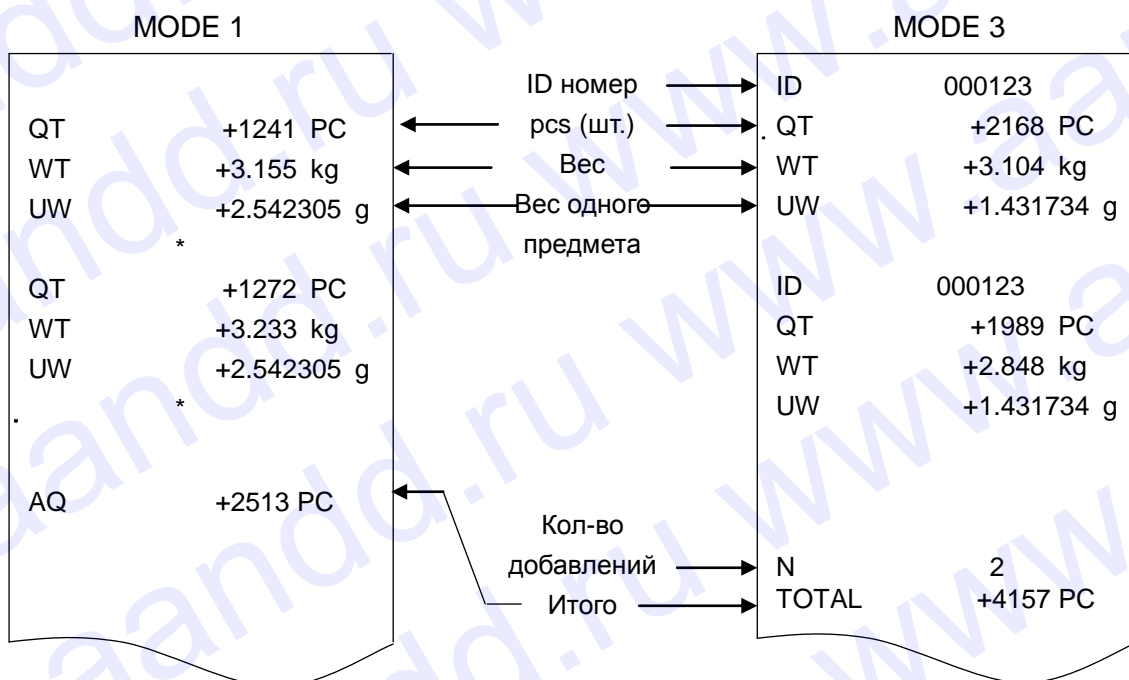 MODE 1
QT +1241 PC
WT +3.155 kg
UW +2.542305 g
*
QT +1272 PC
WT +3.233 kg
UW +2.542305 g
*
AQ +2513 PC
ID номер
pcs (шт.)
Вес
Вес одного
предмета
Кол-во
добавлений
Итого
MODE 3
ID 000123
QT +2168 PC
WT +3.104 kg
UW +1.431734 g
ID 000123
QT +1989 PC
WT +2.848 kg
UW +1.431734 g
N 2
TOTAL +4157 PC